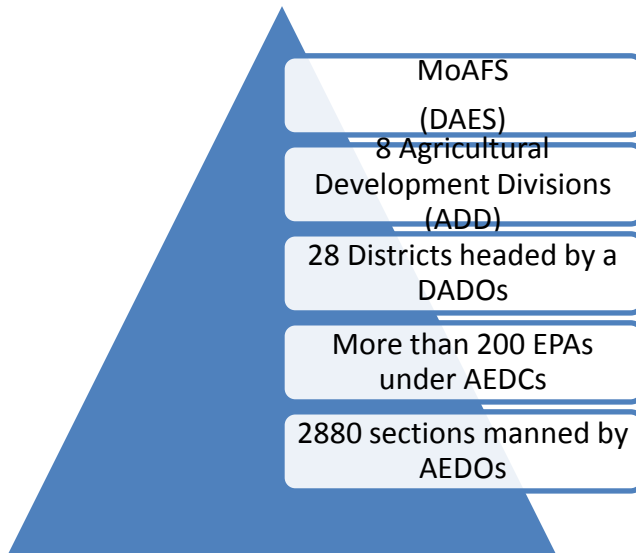 MoAFS
(DAES)
8 Agricultural
Development Divisions
(ADD)
28 Districts headed by a
DADOs
More than 200 EPAs
under AEDCs
2880 sections manned by
AEDOs